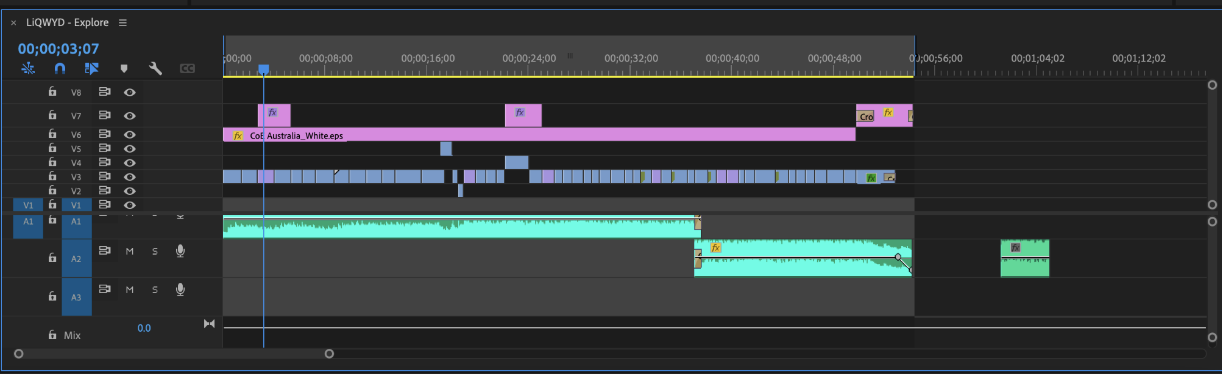 × LiQWYD - Explore ≡
00;00;03;07
;00;00 00;00;08;00 00;00;16;00 00;00;24;00 00;00;32;00 00;00;40;00 00;00;48;00 00;00;56;00 00;01;04;02 00;01;12;02
V8
V7 fx fx Cro fx
V6 fx CoE Australia_White.eps
V5
V4
V3 fx
V2
V1 V1
A1 A1
A2 M S fx fx
A3 M S
Mix 0.0